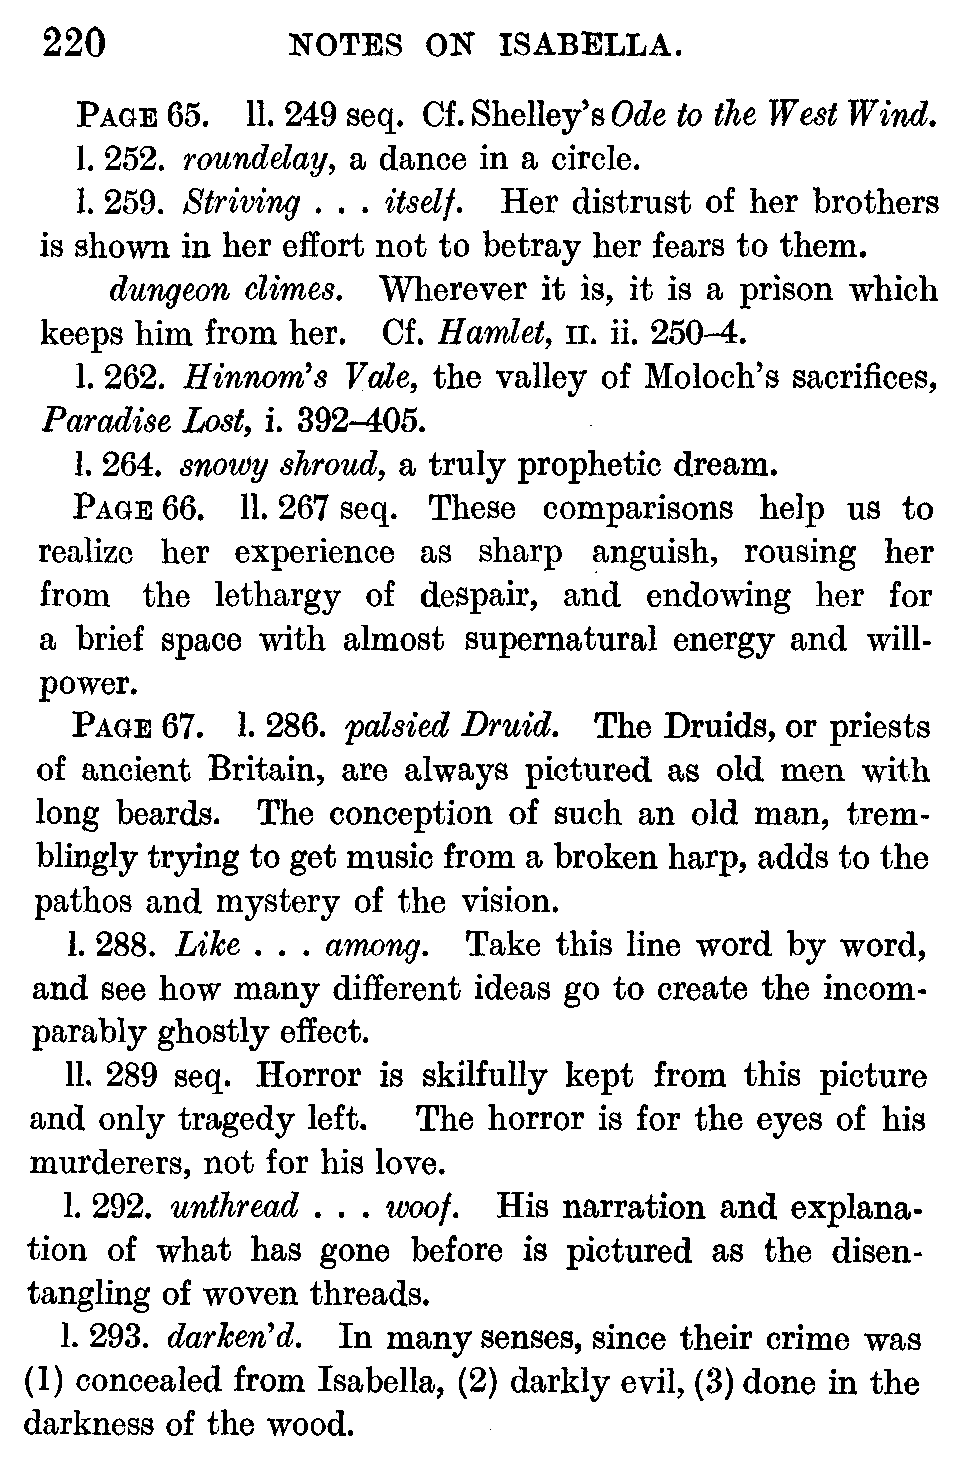 220 NOTES ON ISABELLA.
PAGE 65. ll. 249 seq. Cf. Shelley's Ode to the West Wind.
l. 252. roundelay, a dance in a circle.
l. 259. Striving . . . itself. Her distrust of her brothers
is shown in her effort not to betray her fears to them.
dungeon climes. Wherever it is, it is a prison which
keeps him from her. Cf. Hamlet, II. ii. 250–4.
l. 262. Hinnom's Vale, the valley of Moloch's sacrifices,
Paradise Lost, i. 392–405.
l. 264. snowy shroud, a truly prophetic dream.
PAGE 66. ll. 267 seq. These comparisons help us to
realize her experience as sharp anguish, rousing her
from the lethargy of despair, and endowing her for
a brief space with almost supernatural energy and will-
power.
PAGE 67. l. 286. palsied Druid. The Druids, or priests
of ancient Britain, are always pictured as old men with
long beards. The conception of such an old man, trem-
blingly trying to get music from a broken harp, adds to the
pathos and mystery of the vision.
l. 288. Like . . . among. Take this line word by word,
and see how many different ideas go to create the incom-
parably ghostly effect.
ll. 289 seq. Horror is skilfully kept from this picture
and only tragedy left. The horror is for the eyes of his
murderers, not for his love.
l. 292. unthread . . . woof. His narration and explana-
tion of what has gone before is pictured as the disen-
tangling of woven threads.
l. 293. darken'd. In many senses, since their crime was
(1) concealed from Isabella, (2) darkly evil, (3) done in the
darkness of the wood.